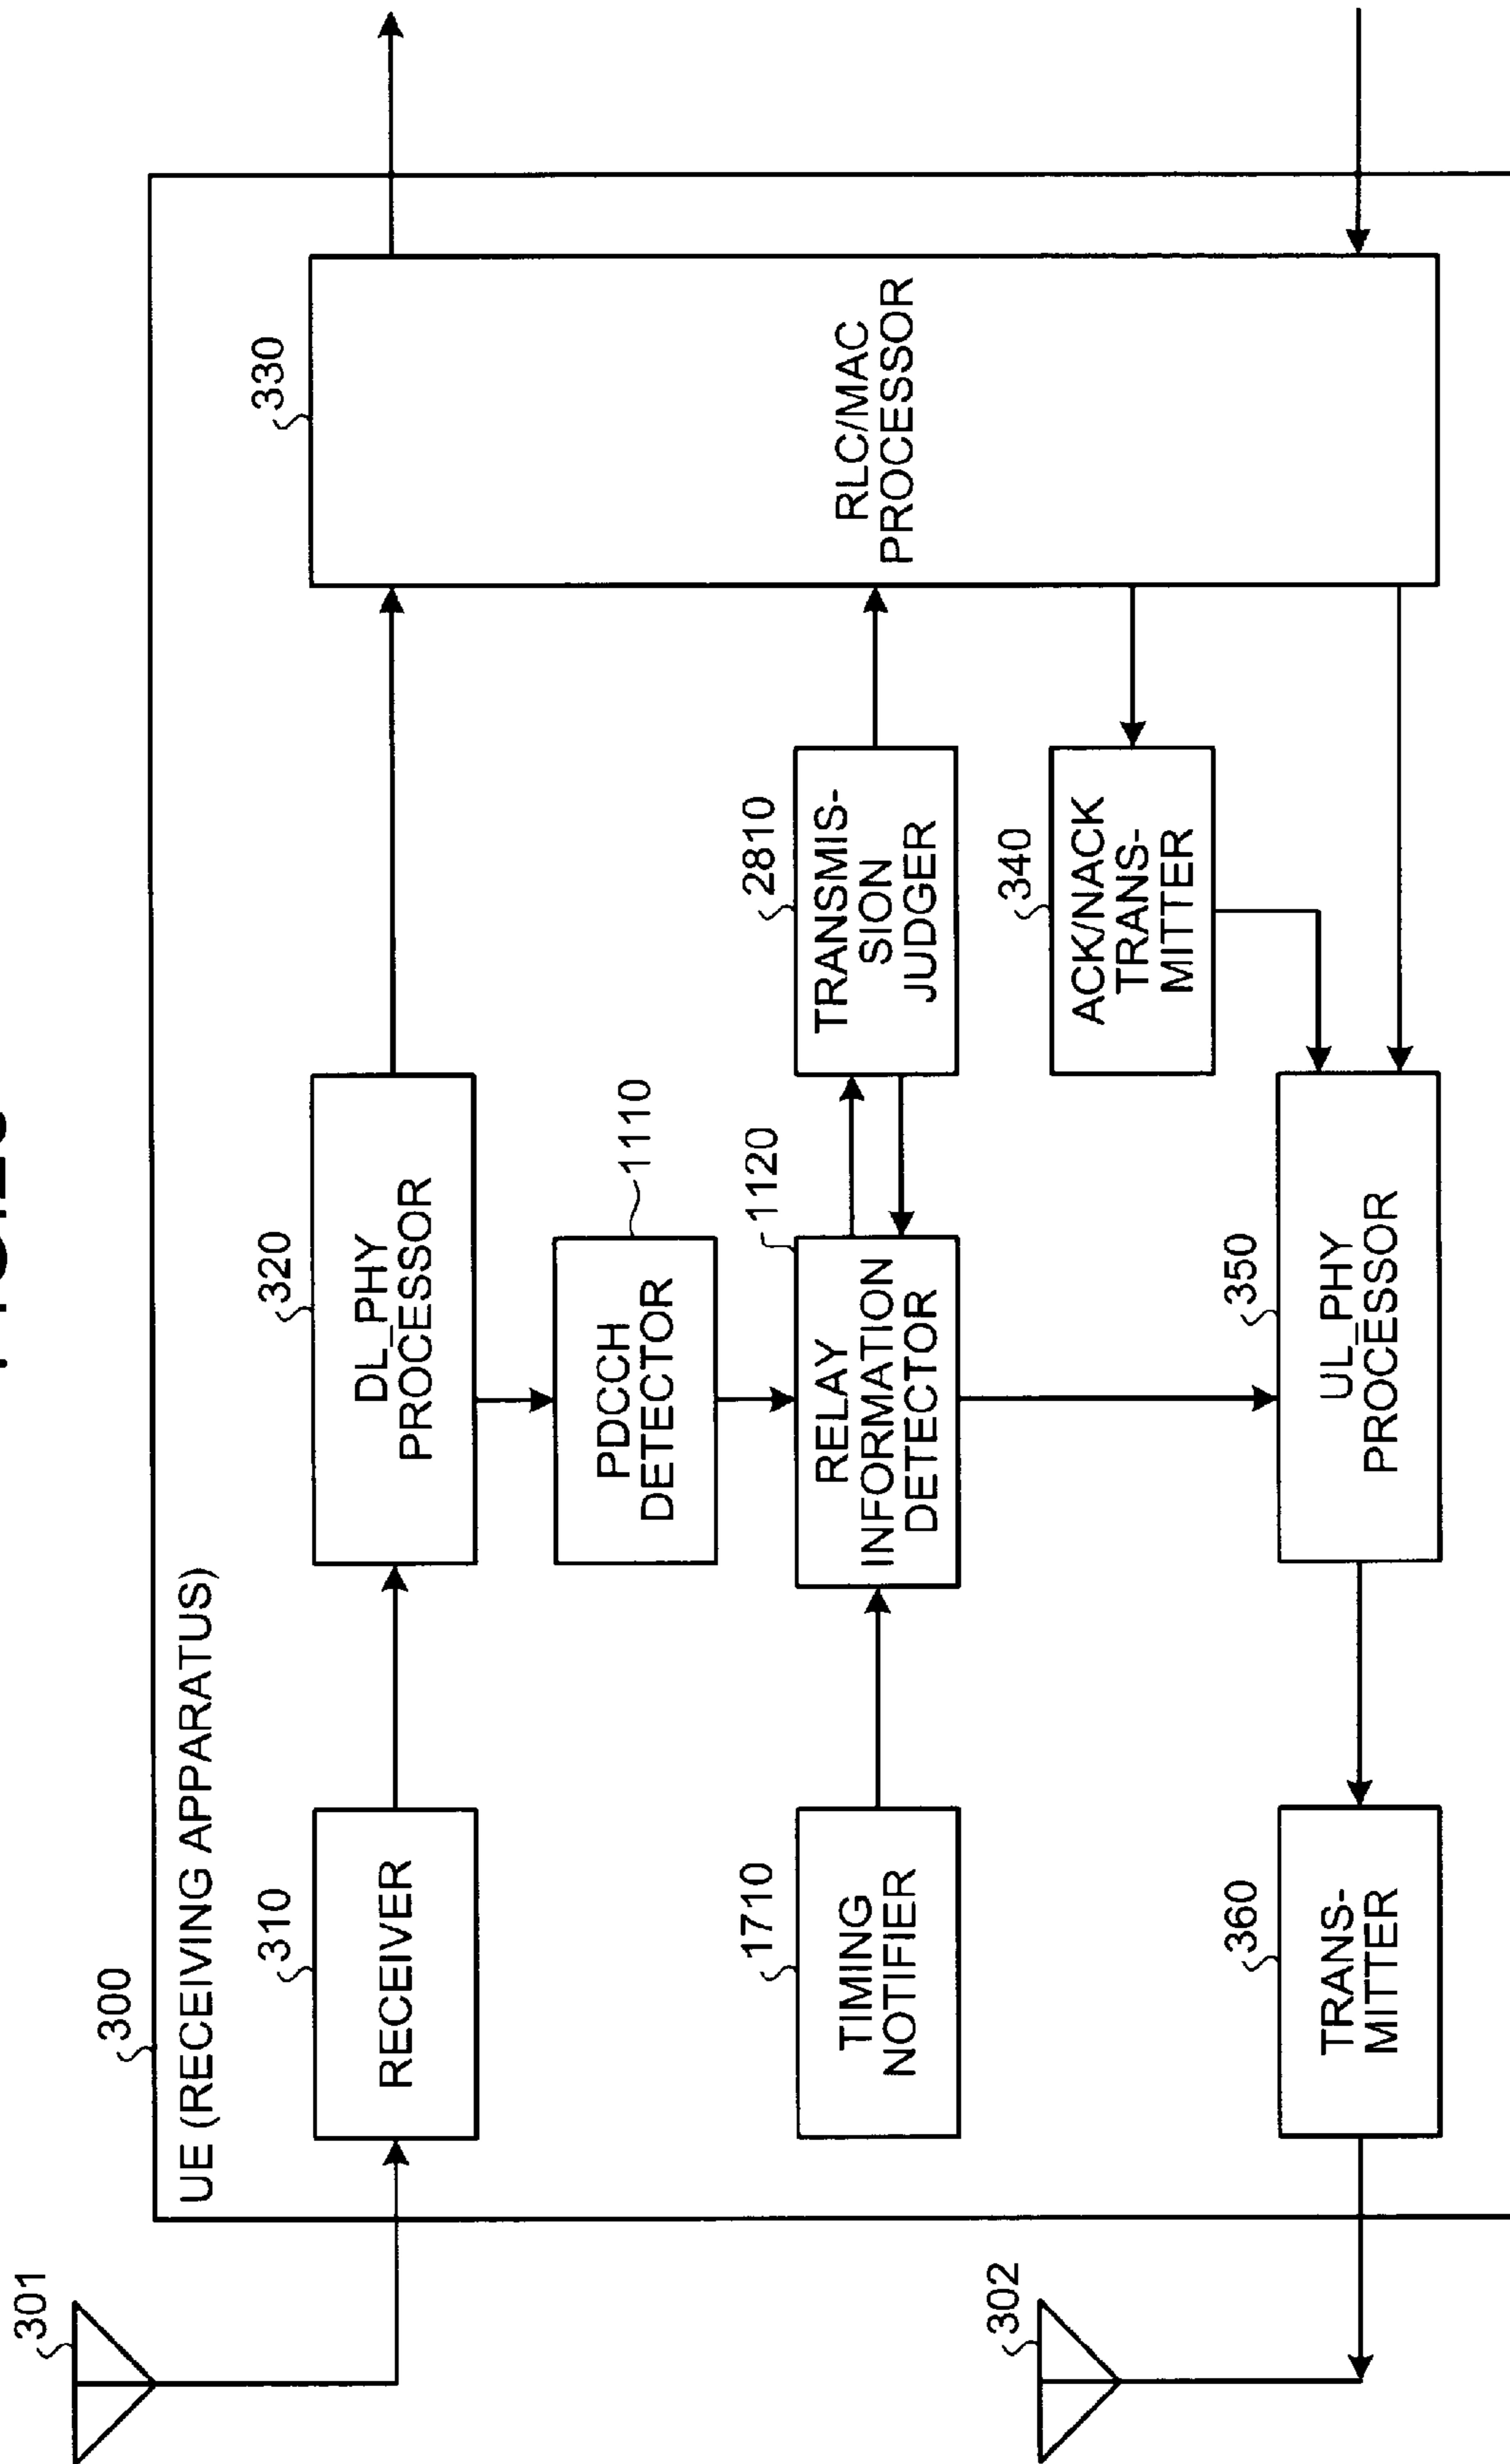 300
UE (RECEIVING APPARATUS)
301
310
RECEIVER
320
DL_PHY
PROCESSOR
330
RLC/MAC
PROCESSOR
PDCCH
DETECTOR
1110
1710
TIMING
NOTIFIER
1120
RELAY
INFORMATION
DETECTOR
2810
TRANSMIS-
SION
JUDGER
340
ACK/NACK
TRANS-
MITTER
302
360
TRANS-
MITTER
350
UL_PHY
PROCESSOR